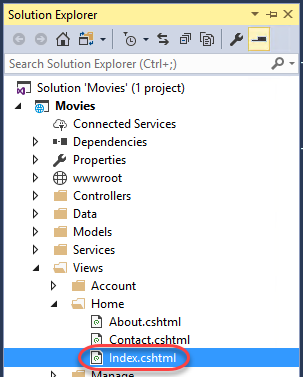 Solution Explorer
Search Solution Explorer (Ctrl+;)
Solution 'Movies' (1 project)
Movies
Connected Services
Dependencies
Properties
wwwroot
Controllers
Data
Models
Services
Views
Account
Home
About.cshtml
Contact.cshtml
Index.cshtml
Manage